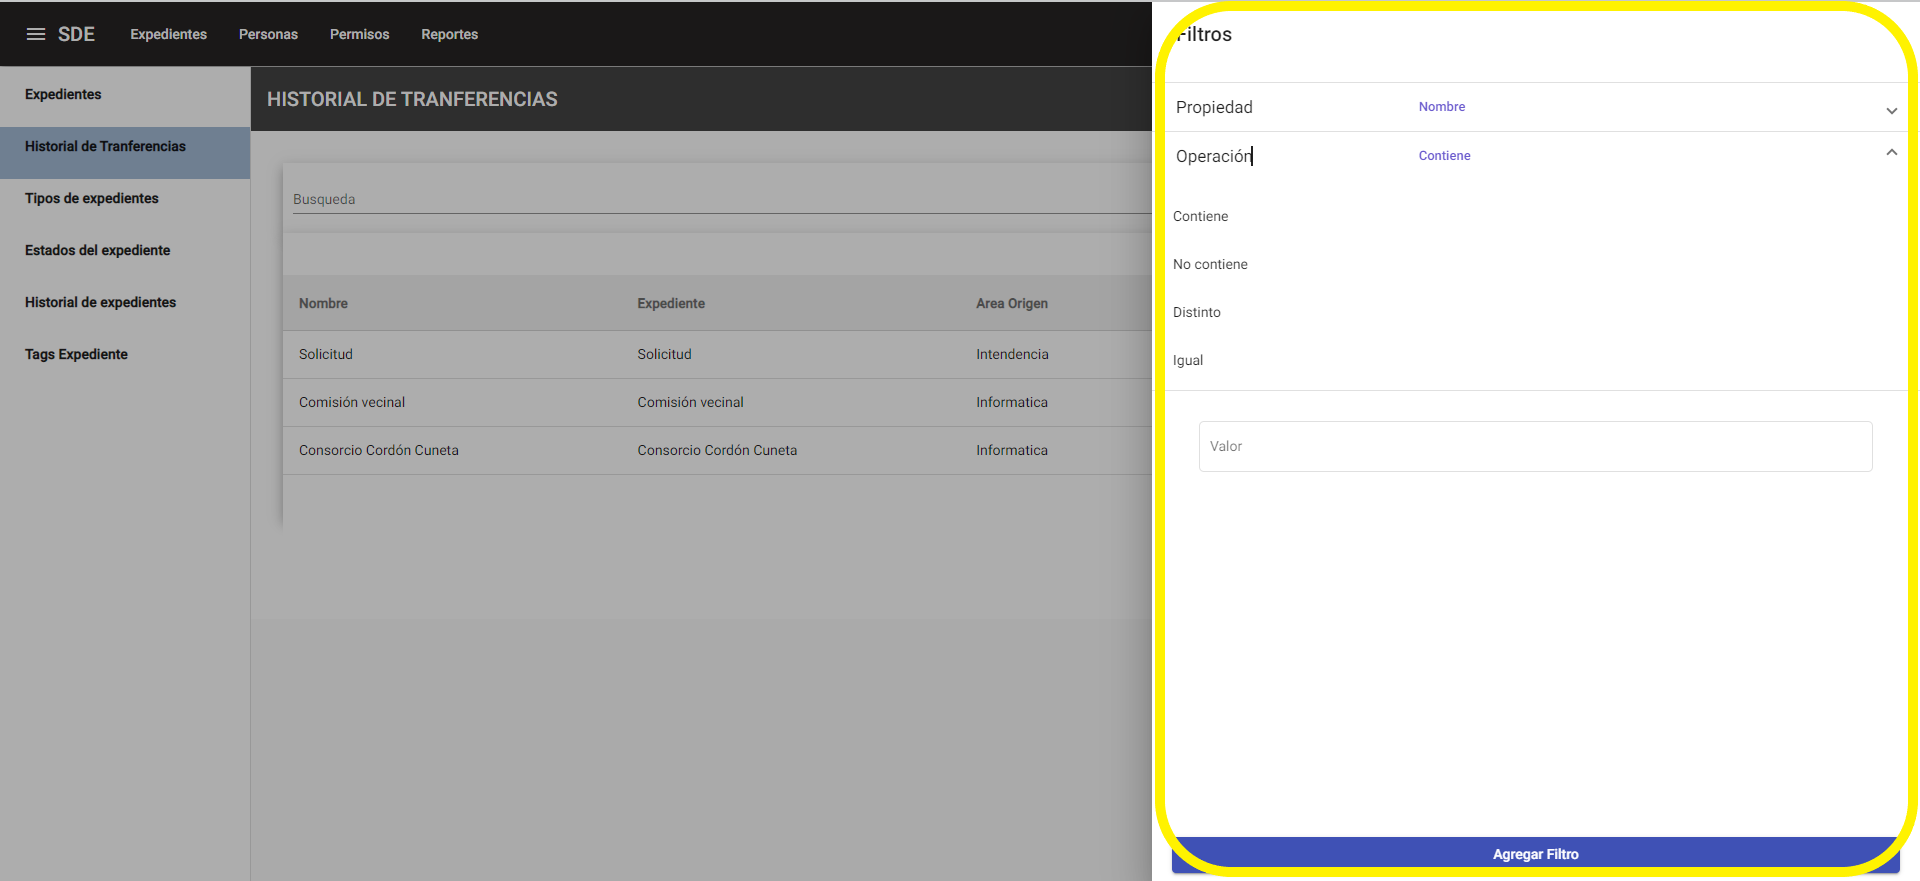 SDE Expedientes Personas Permisos Reportes
Expedientes
Historial de Tranferencias
Tipos de expedientes
Estados del expediente
Historial de expedientes
Tags Expediente
HISTORIAL DE TRANFERENCIAS
Busqueda
Nombre Expediente Area Origen
Solicitud Solicitud Intendencia
Comisión vecinal Comisión vecinal Informatica
Consorcio Cordón Cuneta Consorcio Cordón Cuneta Informatica
Filtros
Propiedad Nombre
Operación Contiene
Contiene
No contiene
Distinto
Igual
Valor
Agregar Filtro